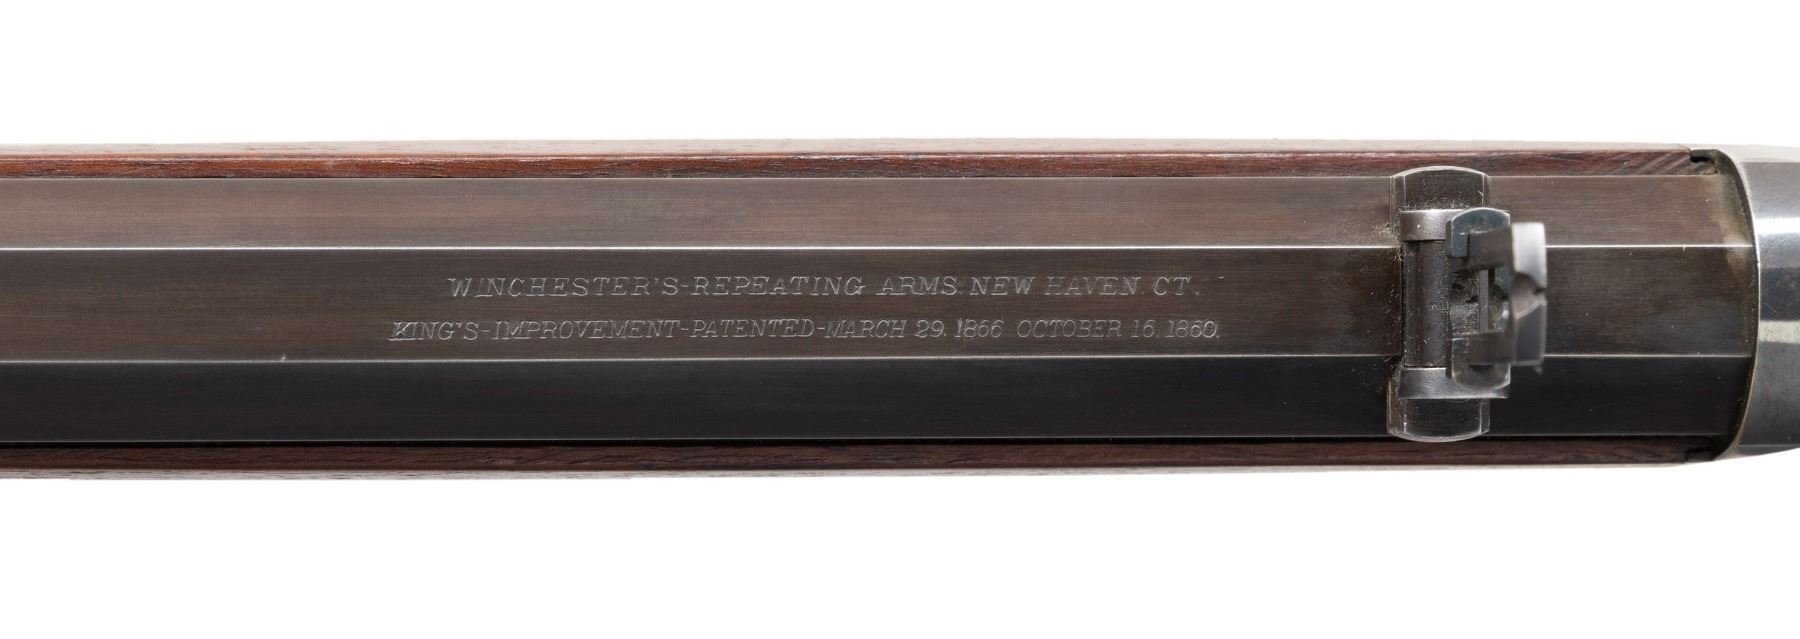 WINCHESTER'S-REPEATING ARMS. NEW HAVEN. CT.
KING'S-IMPROVEMENT-PATENTED-MARCH 29. 1866 OCTOBER 16. 1860.